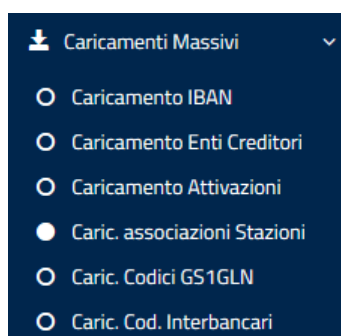 Caricamenti Massivi
Caricamento IBAN
Caricamento Enti Creditori
Caricamento Attivazioni
Caric. associazioni Stazioni
Caric. Codici GS1GLN
Caric. Cod. Interbancari